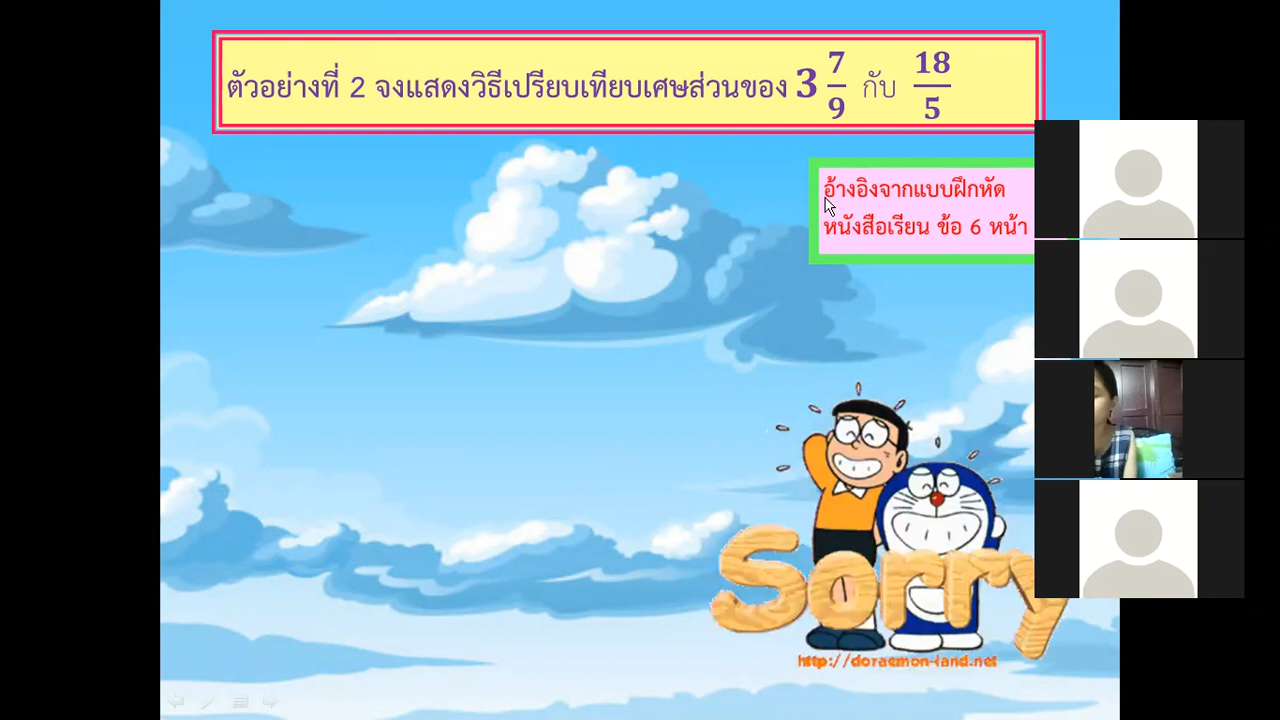 ตัวอย่างที่ 2 จงแสดงวิธีเปรียบเทียบเศษส่วนของ 3 7/9 กับ 18/5
อ้างอิงจากแบบฝึกหัด
หนังสือเรียน ข้อ 6 หน้า
Sorry
http://doraemon-land.net